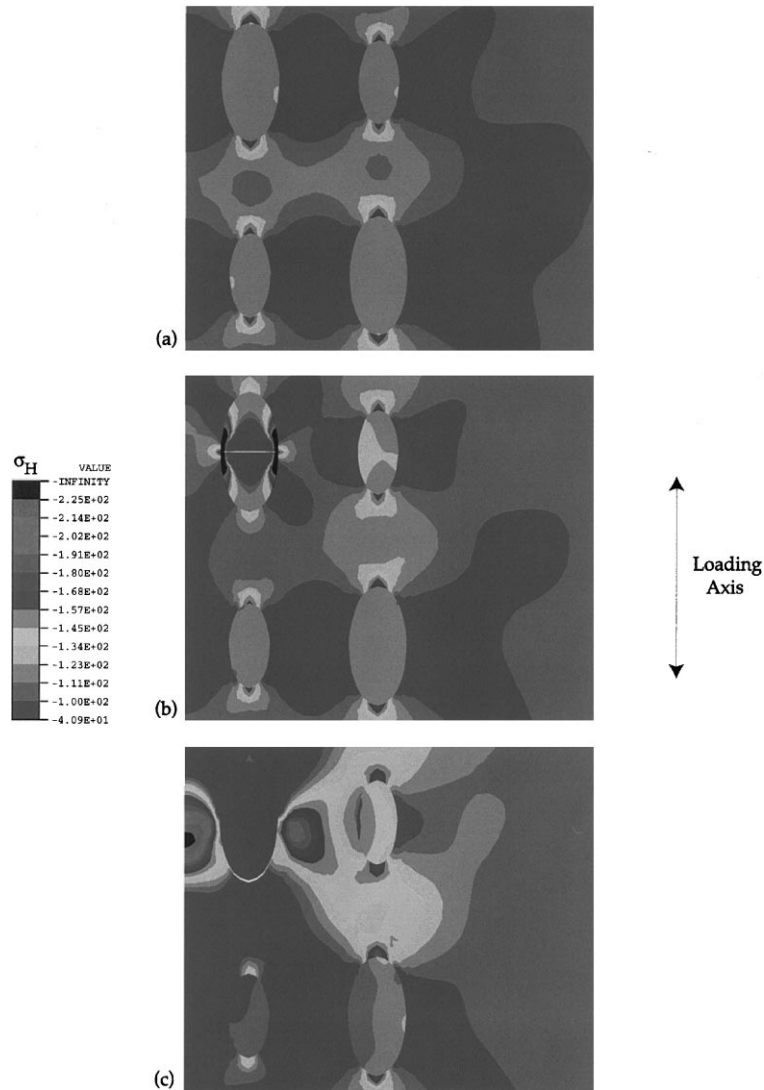 (a)
σH
VALUE
-INFINITY
-2.25E+02
-2.14E+02
-2.02E+02
-1.91E+02
-1.80E+02
-1.68E+02
-1.57E+02
-1.45E+02
-1.34E+02
-1.23E+02
-1.11E+02
-1.00E+02
-4.09E+01
(b)
Loading
Axis
(c)